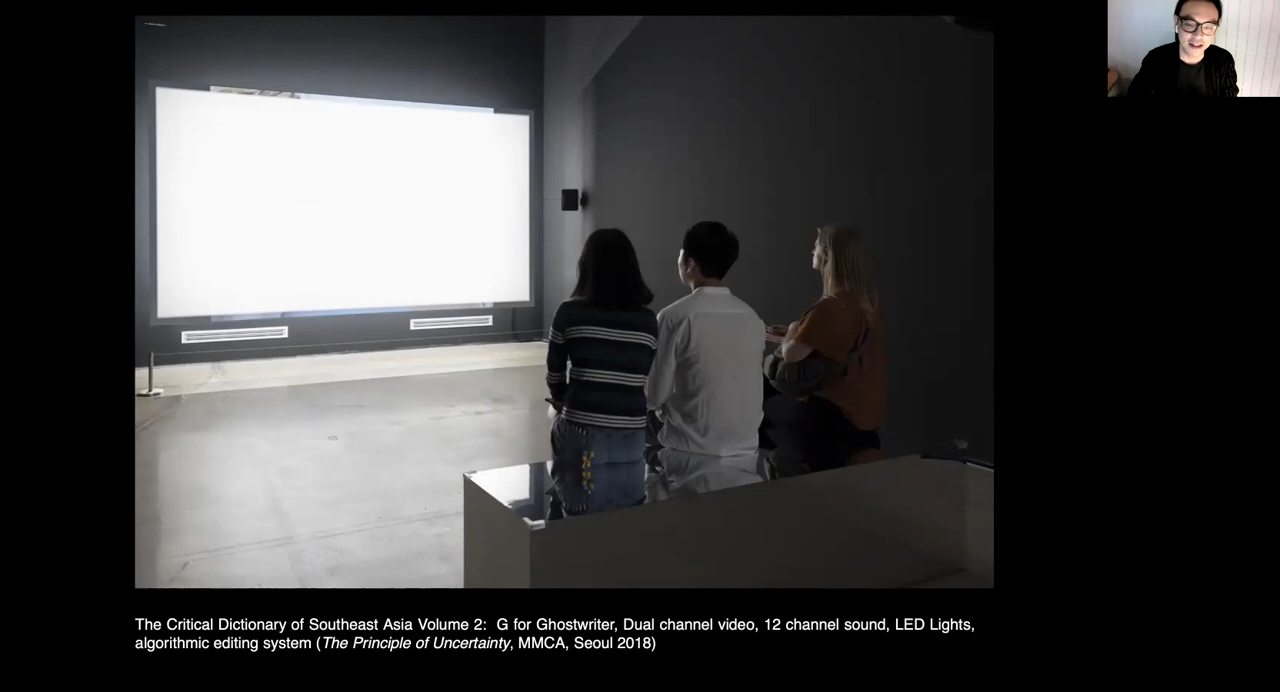 The Critical Dictionary of Southeast Asia Volume 2:  G for Ghostwriter, Dual channel video, 12 channel sound, LED Lights,
algorithmic editing system (The Principle of Uncertainty, MMCA, Seoul 2018)